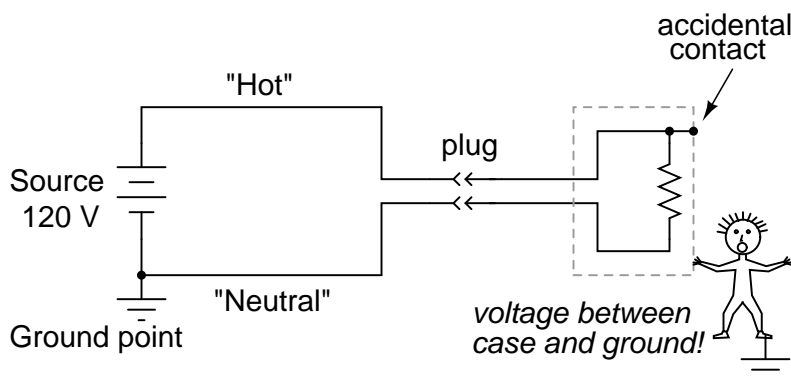 accidental
contact
"Hot"
plug
Source
120 V
"Neutral"
Ground point
voltage between
case and ground!